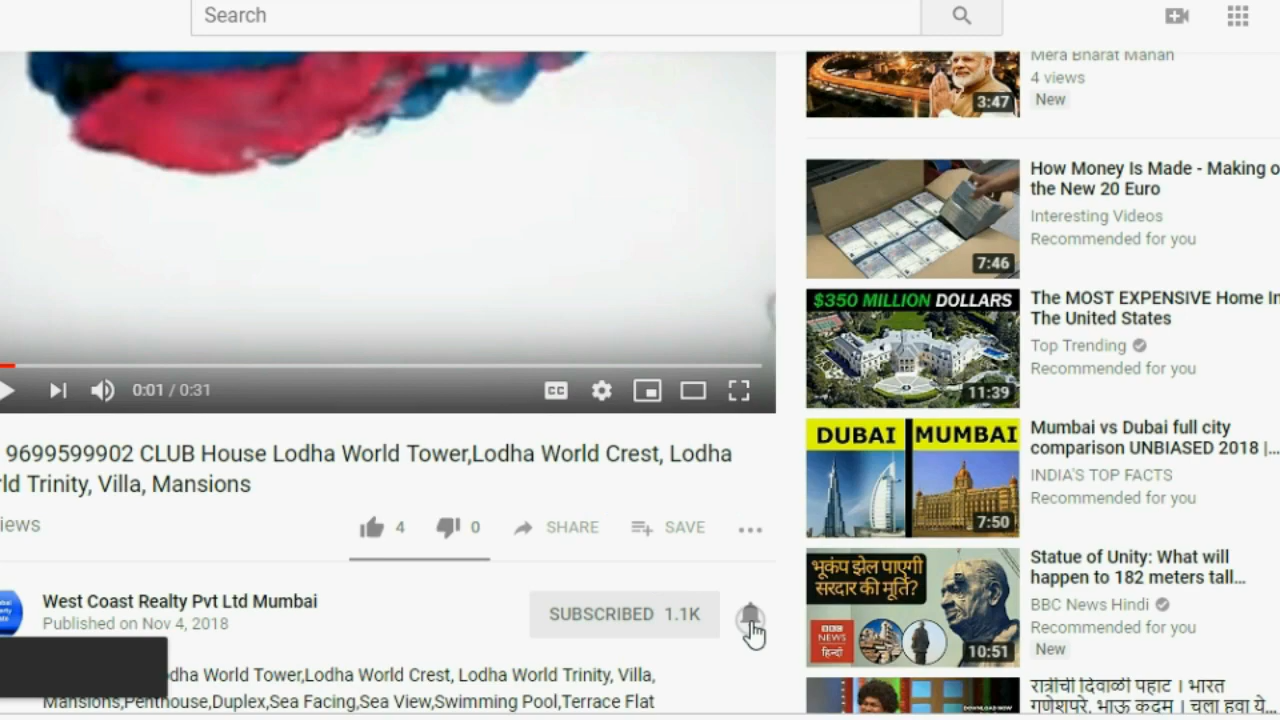 Search
0:01 / 0:31
CC
9699599902 CLUB House Lodha World Tower,Lodha World Crest, Lodha
Trinity, Villa, Mansions
4
0
SHARE
SAVE
West Coast Realty Pvt Ltd Mumbai
Published on Nov 4, 2018
SUBSCRIBED 1.1K
World Tower,Lodha World Crest, Lodha World Trinity, Villa,
Mansions,Penthouse,Duplex,Sea Facing,Sea View,Swimming Pool,Terrace Flat
Mera Bharat Mahan
4 views
New
3:47
How Money Is Made - Making
the New 20 Euro
Interesting Videos
Recommended for you
7:46
$350 MILLION DOLLARS
11:39
The MOST EXPENSIVE Home In
The United States
Top Trending
Recommended for you
DUBAI MUMBAI
7:50
Mumbai vs Dubai full city
comparison UNBIASED 2018 |...
INDIA'S TOP FACTS
Recommended for you
भूकंप झेल पाएगी
सरदार की मूर्ति?
BBC
NEWS
हिन्दी
10:51
Statue of Unity: What will
happen to 182 meters tall...
BBC News Hindi
Recommended for you
New
DOWNLOAD NOW
रात्रीची दिवाळी पहाट । भारत
गणेशपुरे, भाऊ कदम । चला हवा ये...